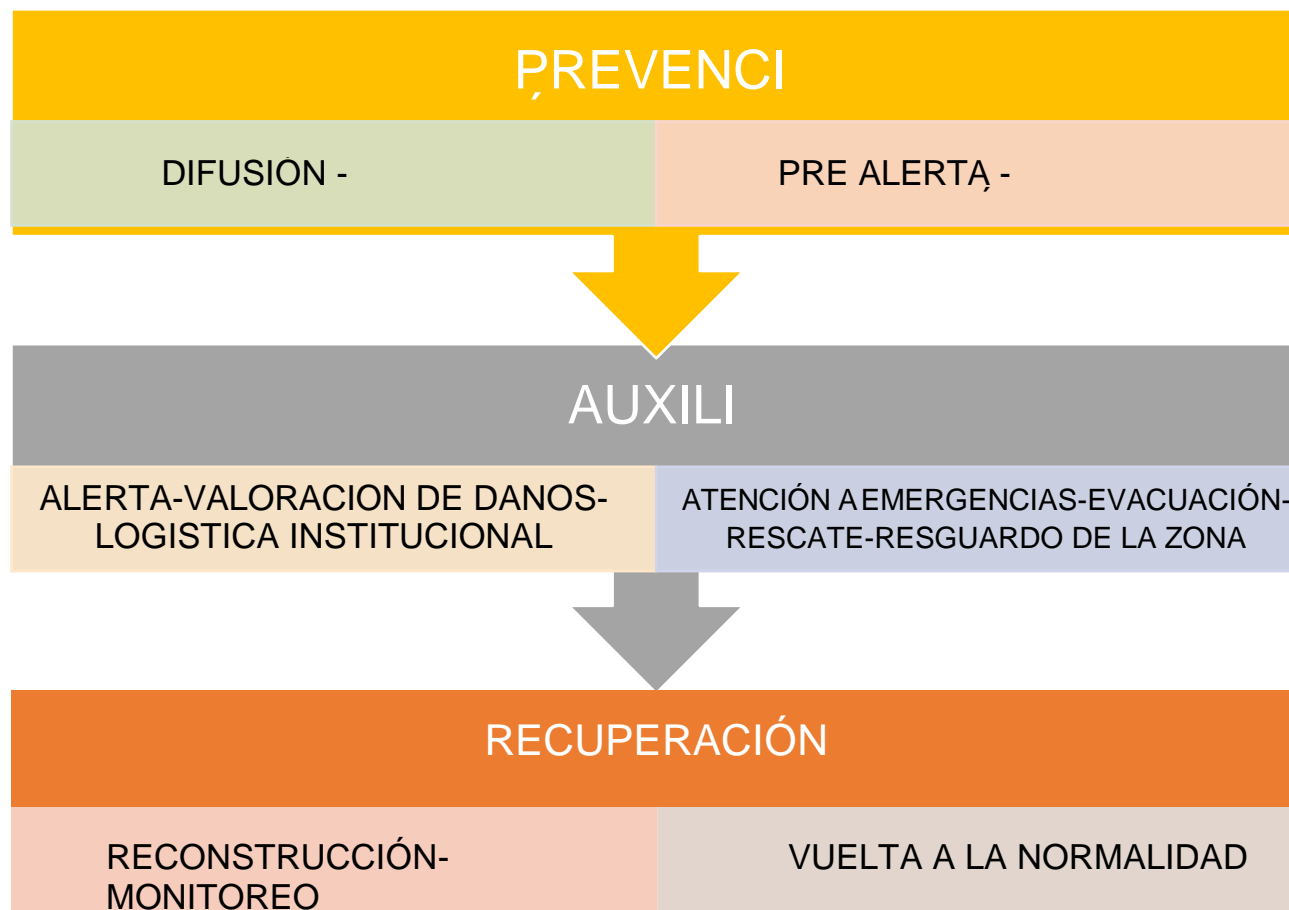 PREVENCI
DIFUSIÓN -
PRE ALERTA -
AUXILI
ALERTA-VALORACION DE DANOS-
LOGISTICA INSTITUCIONAL
ATENCIÓN A EMERGENCIAS-EVACUACIÓN-
RESCATE-RESGUARDO DE LA ZONA
RECUPERACIÓN
RECONSTRUCCIÓN-
MONITOREO
VUELTA A LA NORMALIDAD